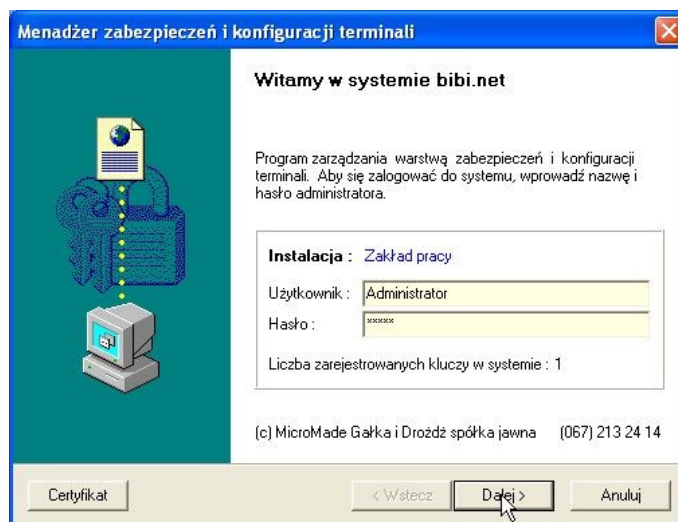 Menadżer zabezpieczeń i konfiguracji terminali
Witamy w systemie bibi.net
Program zarządzania warstwą zabezpieczeń i konfiguracji
terminali. Aby się zalogować do systemu, wprowadź nazwę i
hasło administratora.
Instalacja : Zakład pracy
Użytkownik : Administrator
Hasło : *****
Liczba zarejestrowanych kluczy w systemie : 1
(c) MicroMade Gałka i Drożdż spółka jawna (067) 213 24 14
Certyfikat < Wstecz Dalej > Anuluj